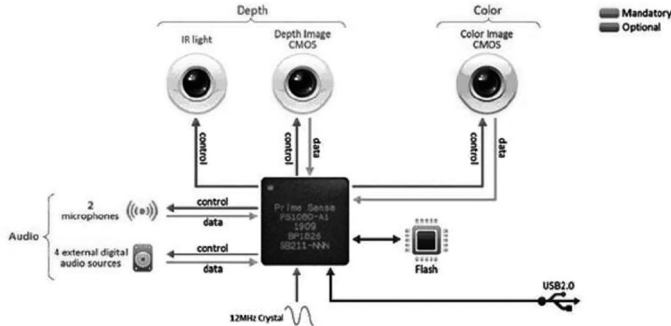 Depth
Color
Mandatory
Optional
IR light
Depth Image
CMOS
Color Image
CMOS
control
control
data
control
data
Audio
2
microphones
control
data
4 external digital
audio sources
control
data
Prime Sense
PS1080-A1
1909
BP1828
SB211-NNN
Flash
12MHz Crystal
USB2.0